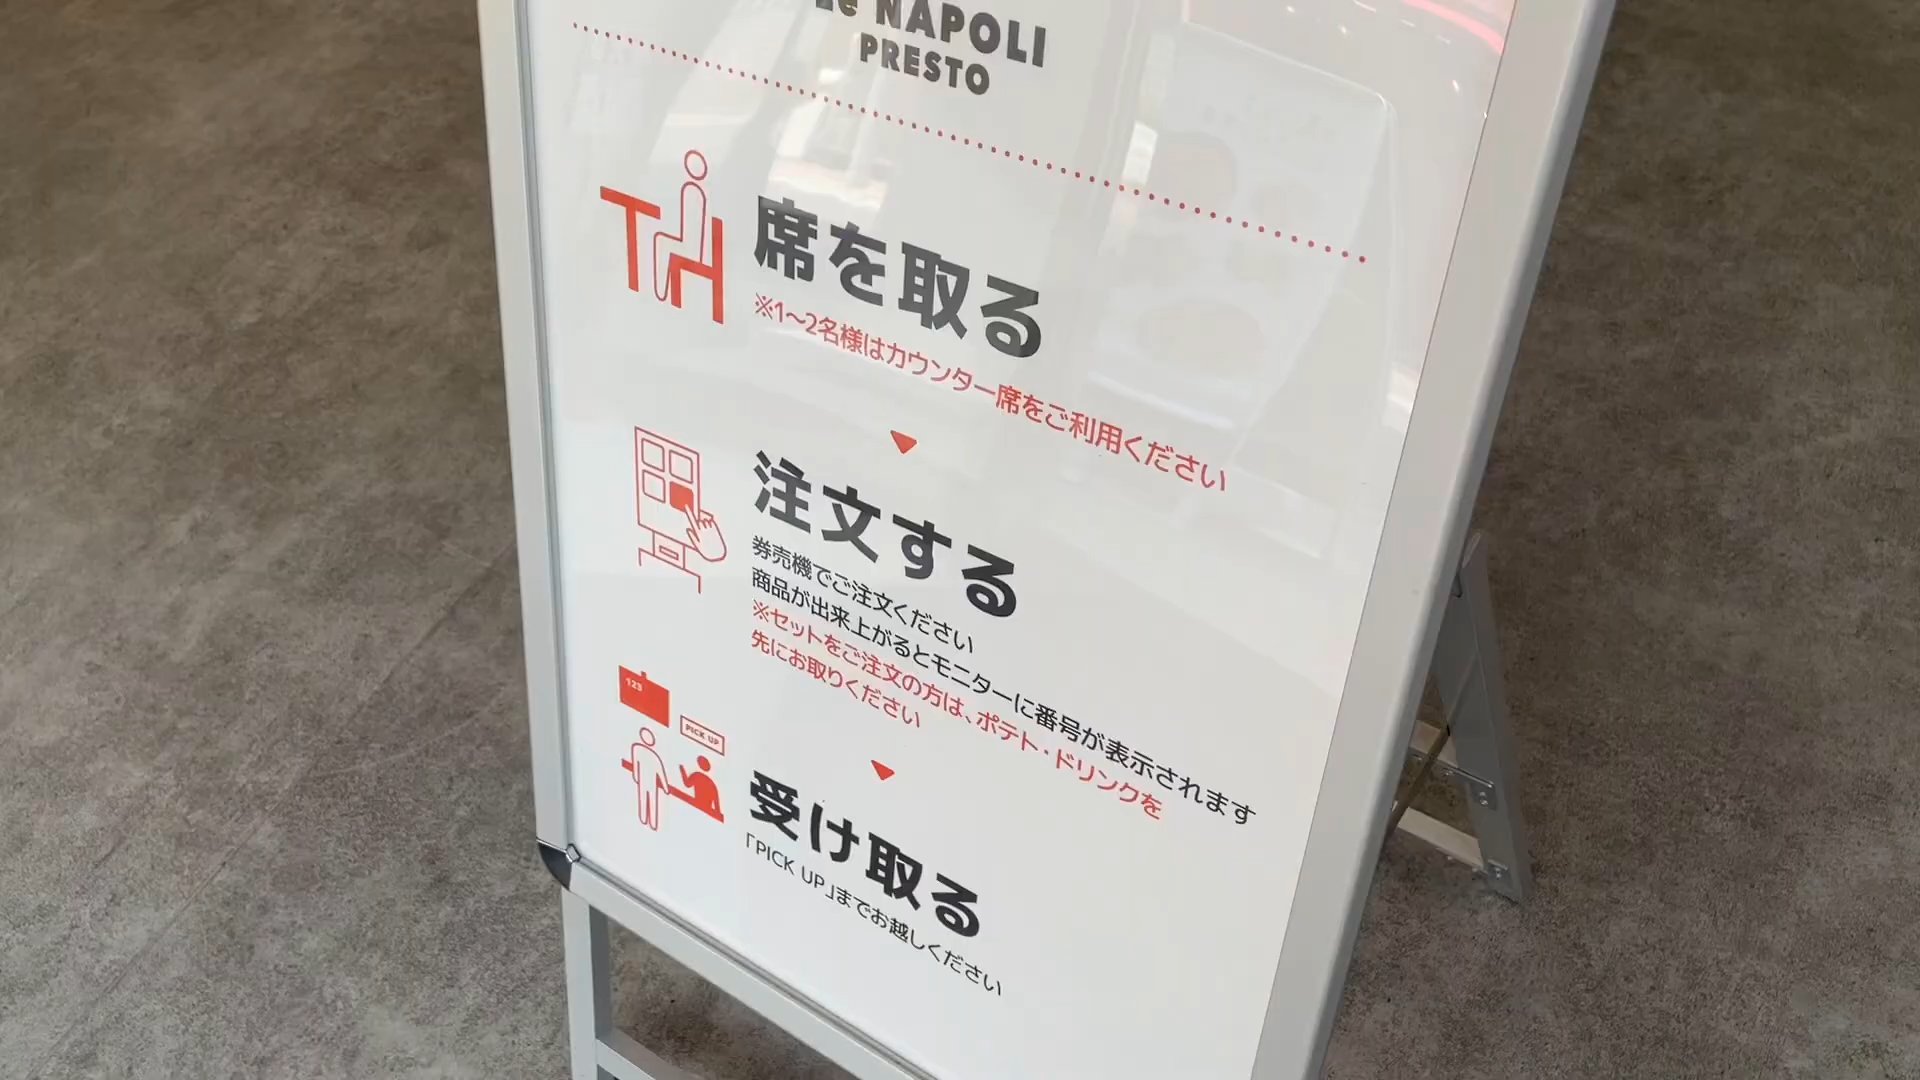 NAPOLI
PRESTO
席を取る
※1〜2名様はカウンター席をご利用ください
注文する
券売機でご注文ください
商品が出来上がるとモニターに番号が表示されます
※セットをご注文の方は、ポテト・ドリンクを
先にお取りください
123
PICK UP
受け取る
「PICK UP」までお越しください